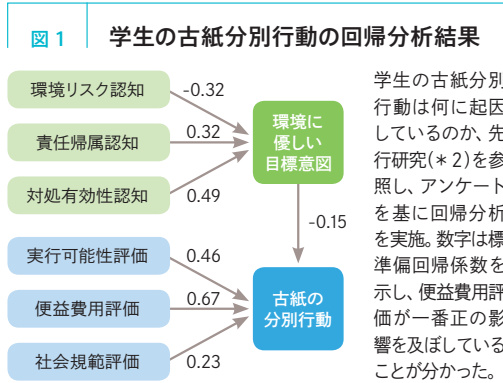 図1 学生の古紙分別行動の回帰分析結果
環境リスク認知
責任帰属認知
対処有効性認知
実行可能性評価
便益費用評価
社会規範評価
-0.32
0.32
0.49
0.46
0.67
0.23
環境に
優しい
目標意図
-0.15
古紙の
分別行動
学生の古紙分別
行動は何に起因
しているのか、先
行研究(*2)を参
照し、アンケート
を基に回帰分析
を実施。数字は標
準偏回帰係数を
示し、便益費用評
価が一番正の影
響を及ぼしている
ことが分かった。